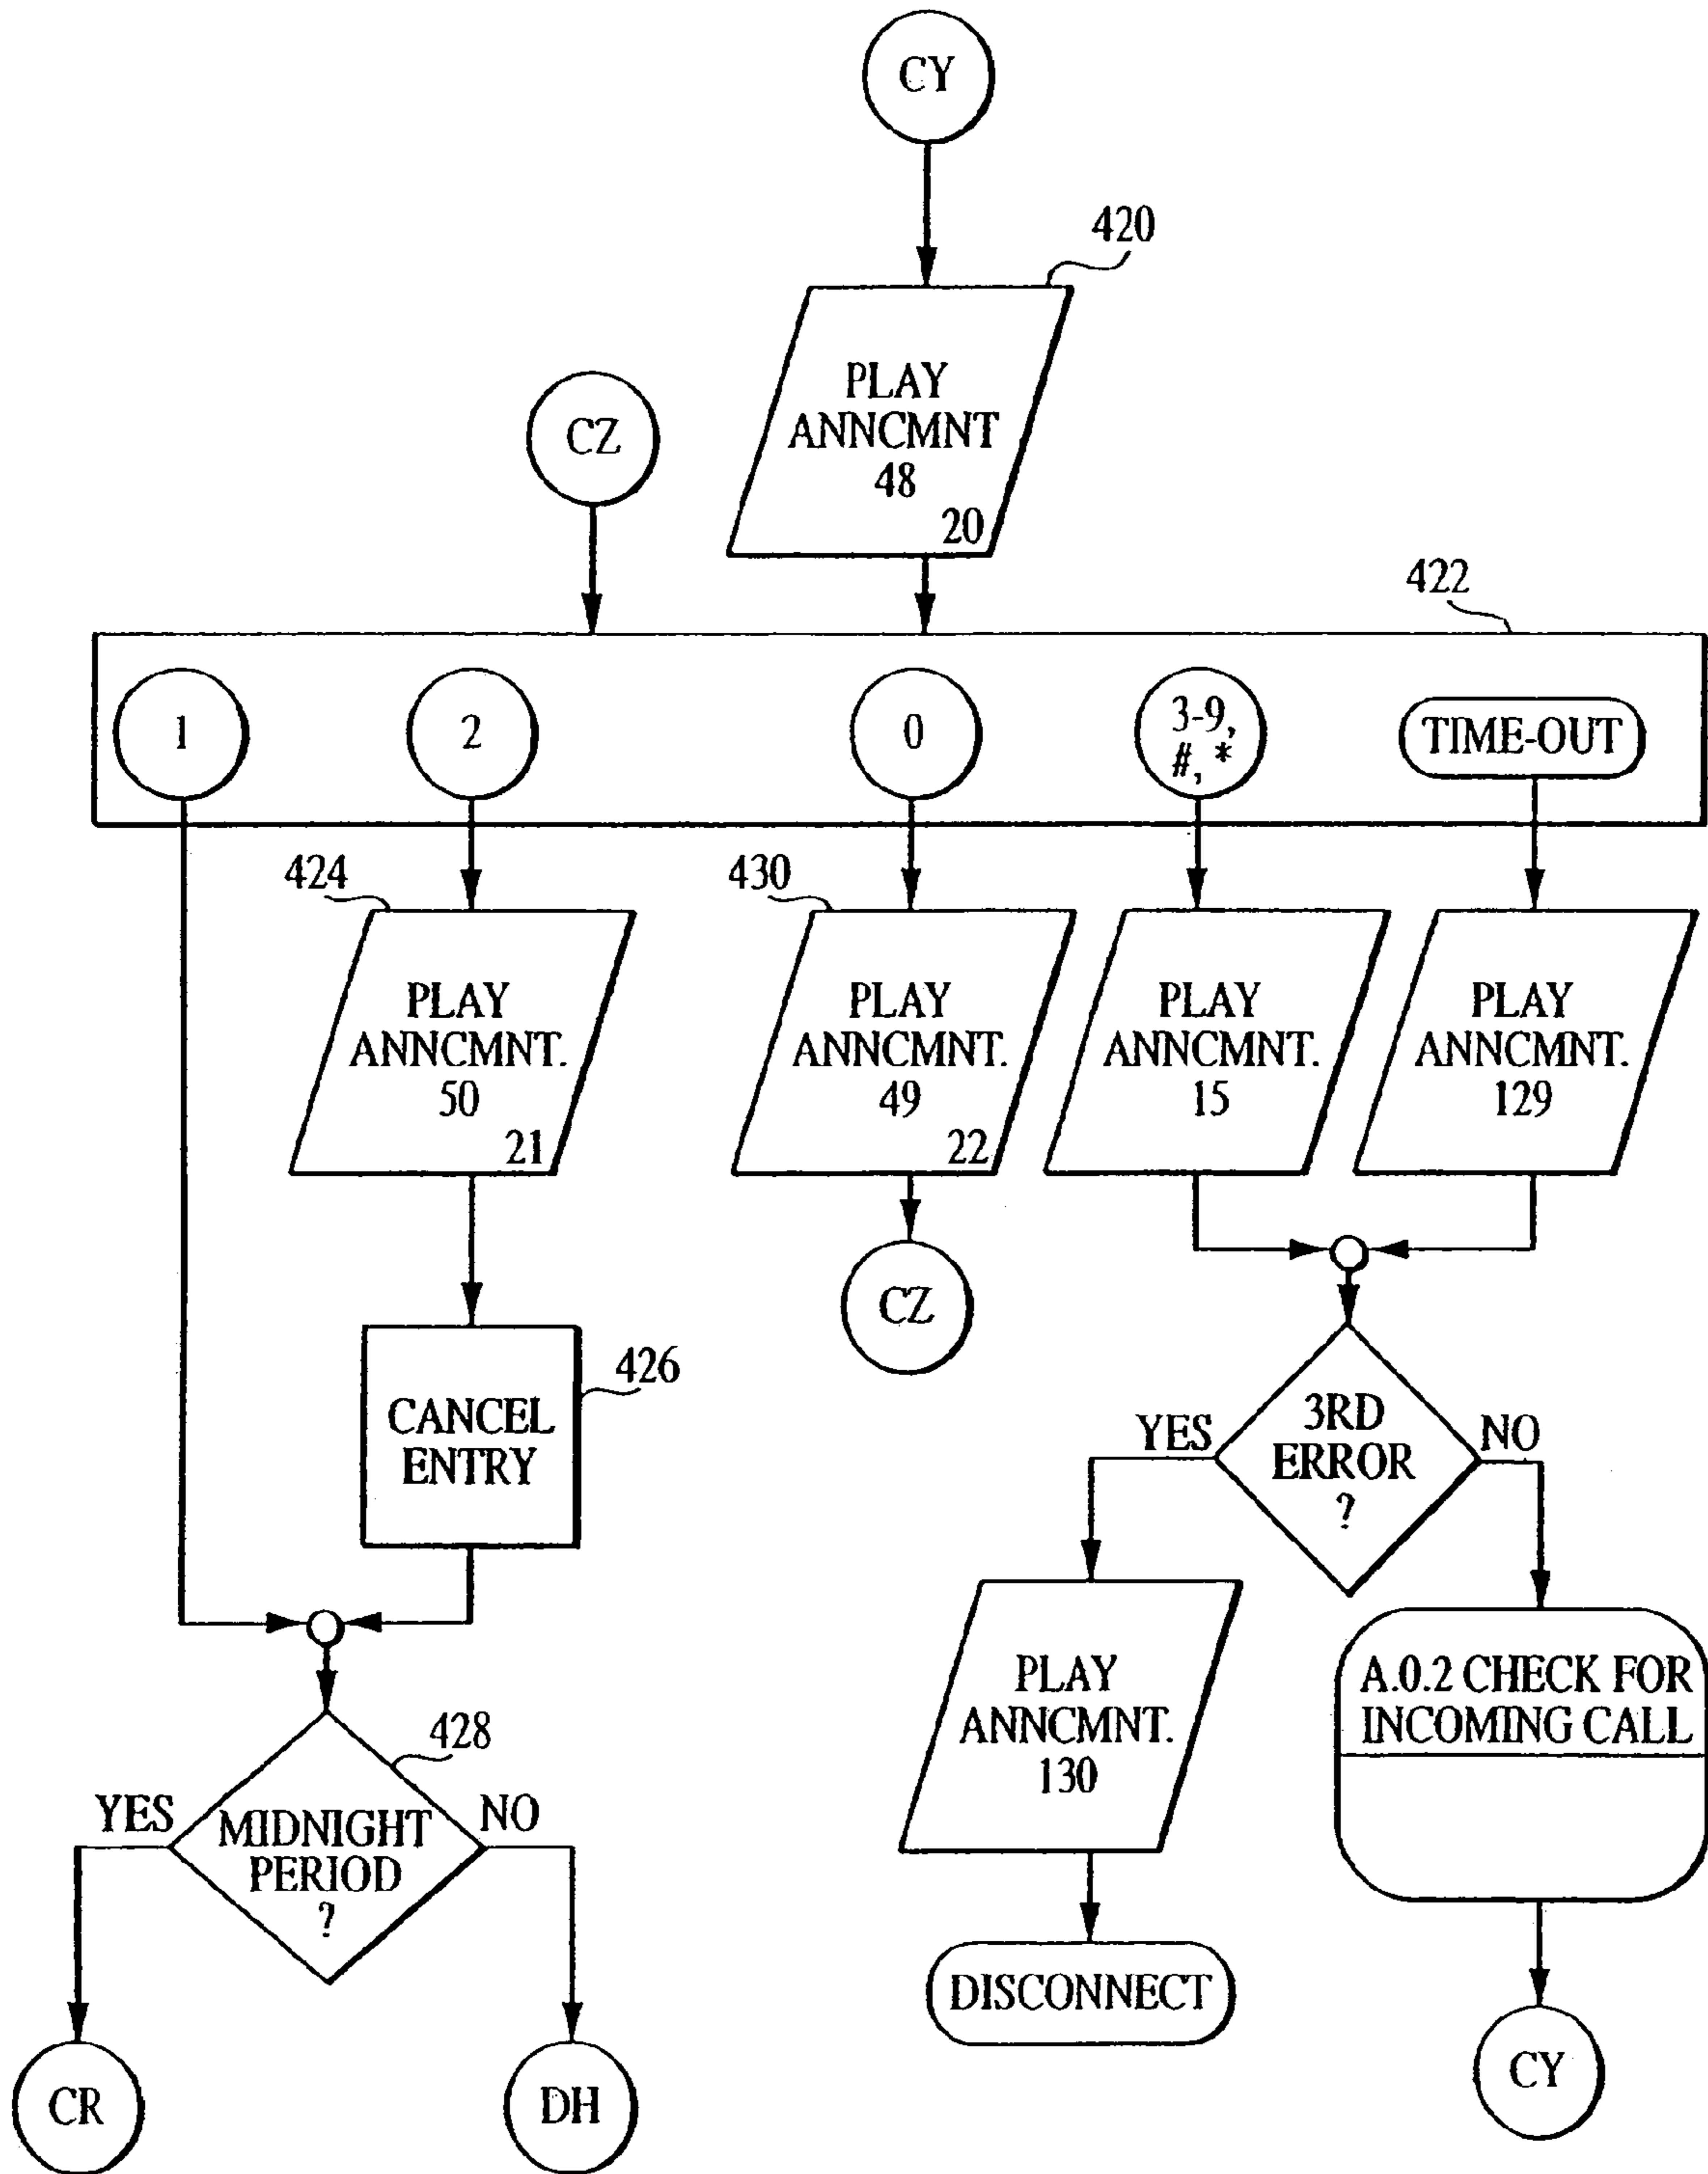 CY
420
PLAY
ANNCMNT
48
20
CZ
422
1
2
0
3-9,
#, *
TIME-OUT
424
430
PLAY
ANNCMNT.
50
21
PLAY
ANNCMNT.
49
22
PLAY
ANNCMNT.
15
PLAY
ANNCMNT.
129
CZ
CANCEL
ENTRY
426
YES
3RD
ERROR
?
NO
PLAY
ANNCMNT.
130
A.0.2 CHECK FOR
INCOMING CALL
428
YES
MIDNIGHT
PERIOD
?
NO
DISCONNECT
CY
CR
DH